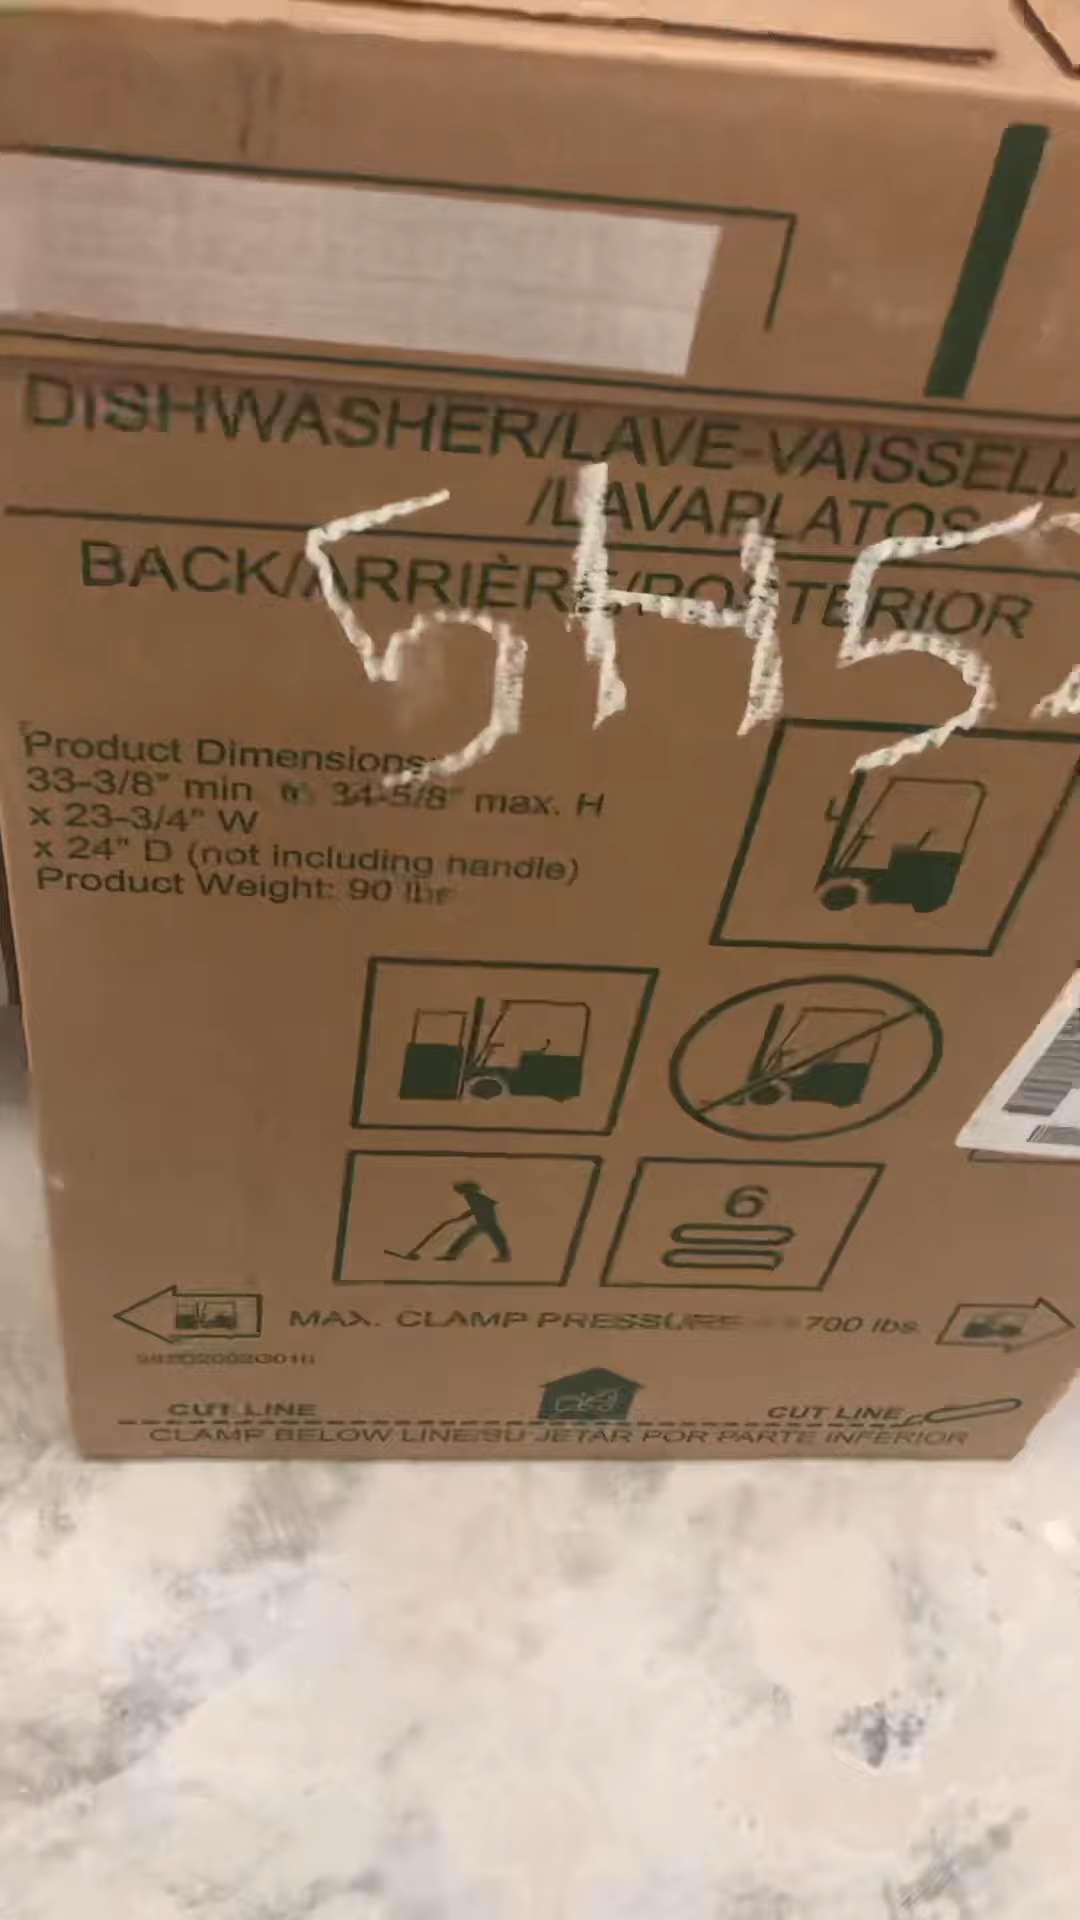 DISHWASHER/LAVE-VAISSELL
/LAVAPLATOS
BACK/ARRIÈRE/POSTERIOR
5H5
Product Dimensions:
33-3/8" min 34-5/8" max. H
x 23-3/4" W
x 24" D (not including handle)
Product Weight: 90 lbs
6
MAX. CLAMP PRESSURE 700 lbs.
CUT LINE
CUT LINE
CLAMP BELOW LINE/SUJETAR POR PARTE INFERIOR